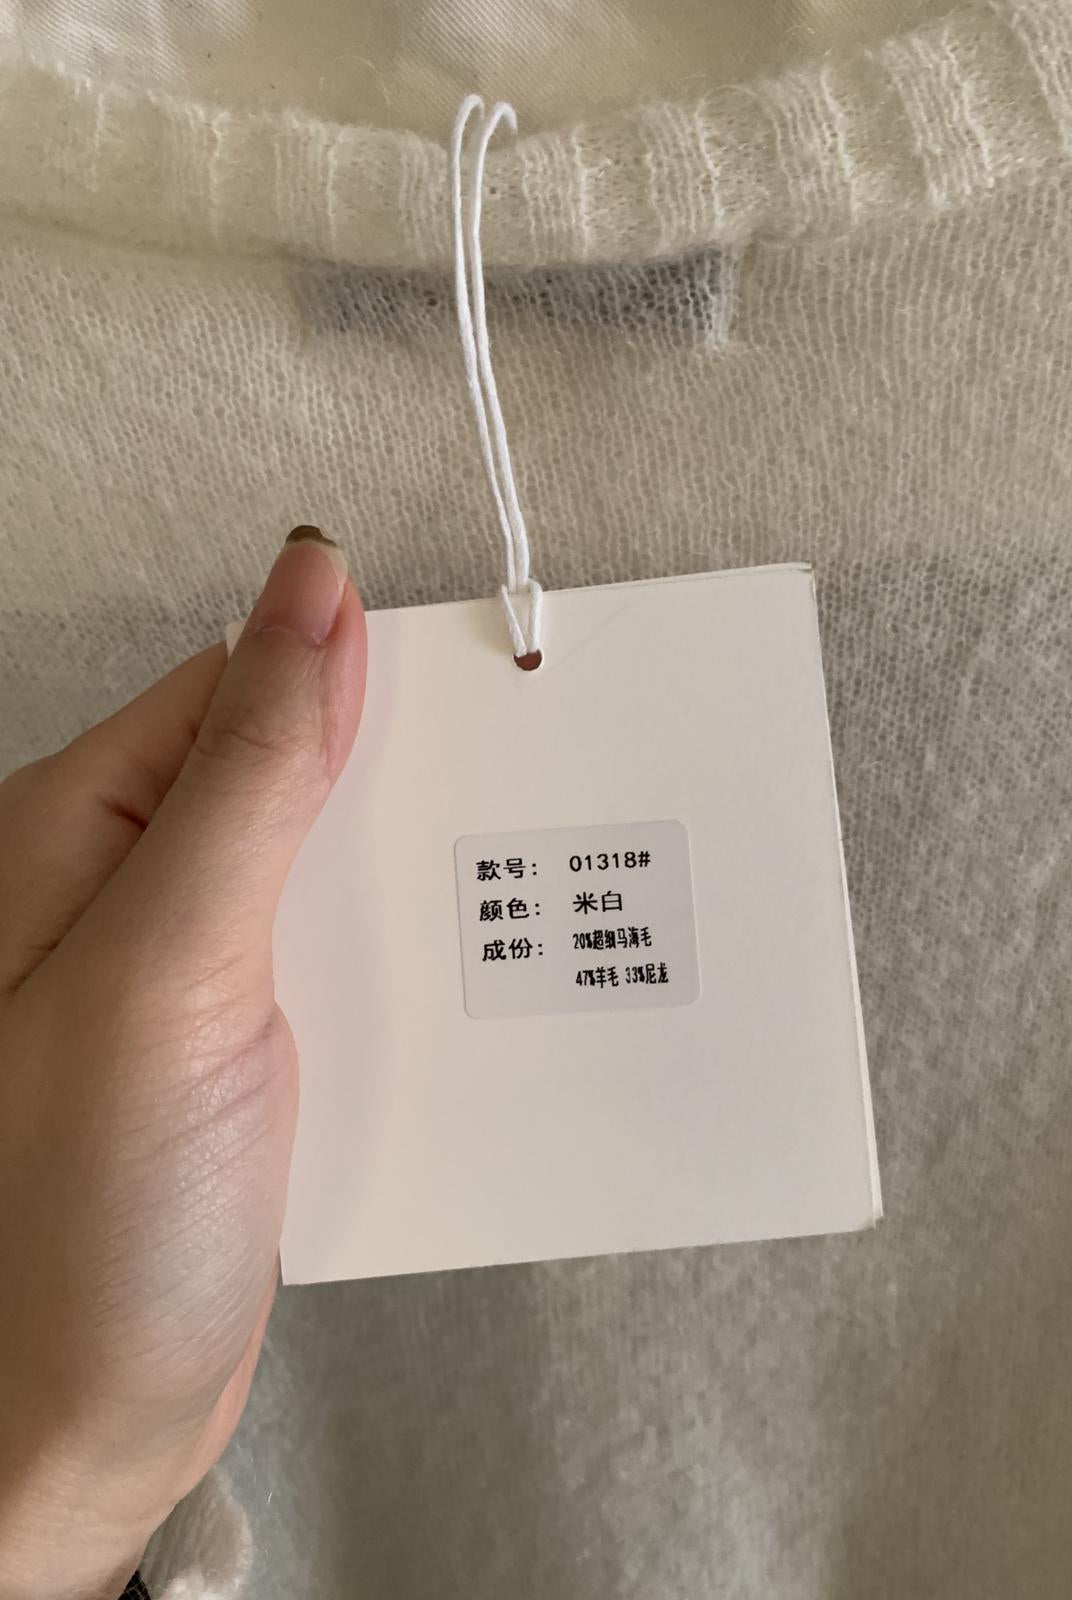 款号： 01318#
颜色： 米白
成份： 20%超细马海毛
47%羊毛 33%尼龙